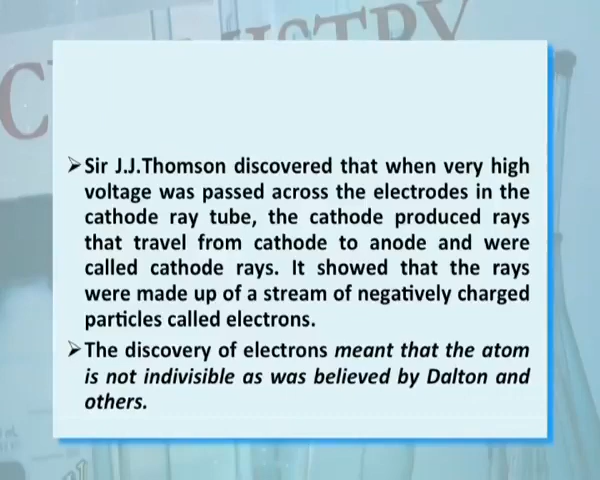 CHEMISTRY
➢ Sir J.J.Thomson discovered that when very high
voltage was passed across the electrodes in the
cathode ray tube, the cathode produced rays
that travel from cathode to anode and were
called cathode rays. It showed that the rays
were made up of a stream of negatively charged
particles called electrons.
➢ The discovery of electrons meant that the atom
is not indivisible as was believed by Dalton and
others.